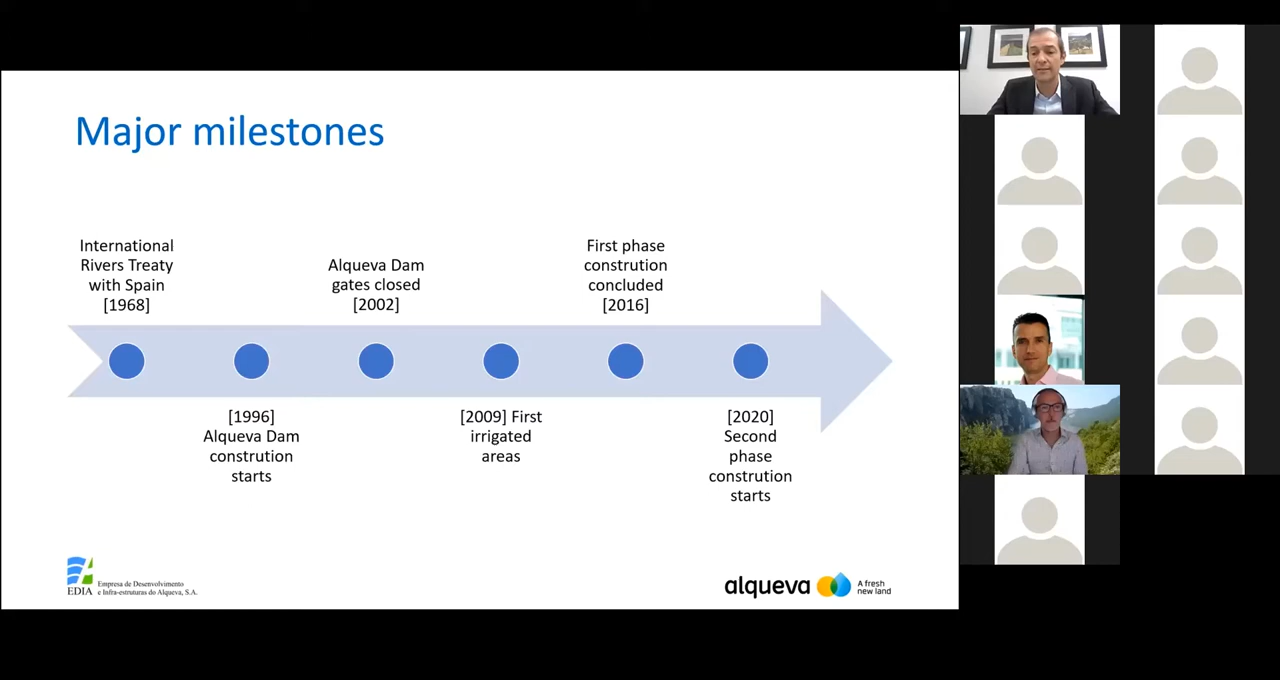 Major milestones
International
Rivers Treaty
with Spain
[1968]
[1996]
Alqueva Dam
constrution
starts
Alqueva Dam
gates closed
[2002]
[2009] First
irrigated
areas
First phase
constrution
concluded
[2016]
[2020]
Second
phase
constrution
starts
EDIA
Empresa de Desenvolvimento
e Infra-estruturas do Alqueva, S.A.
alqueva
A fresh
new land